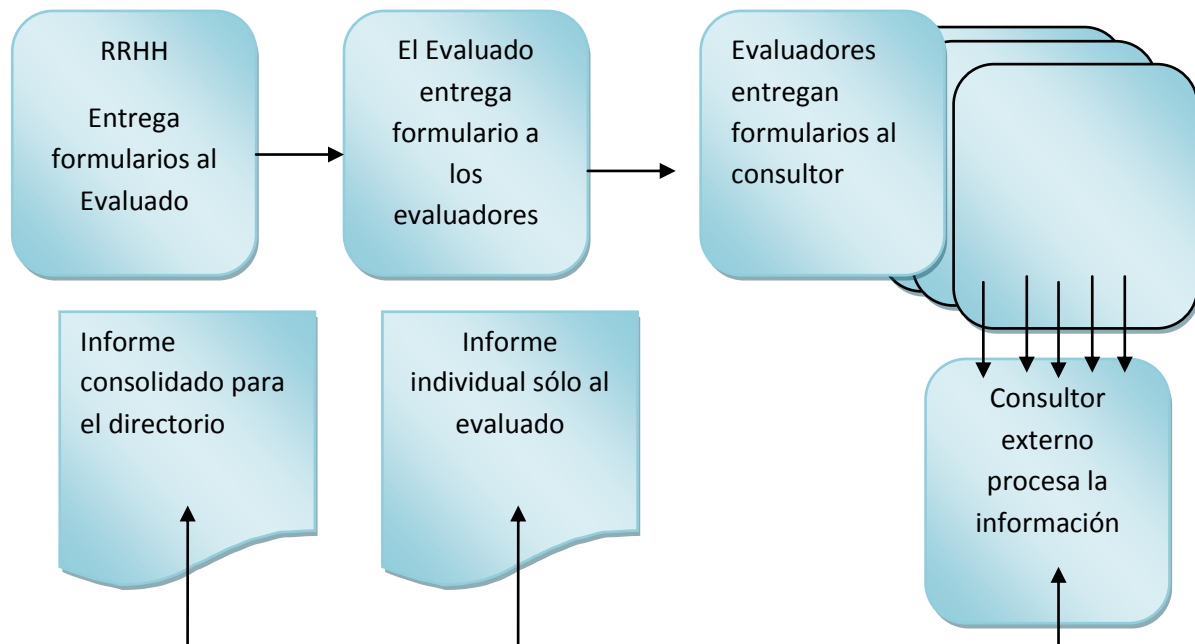 RRHH
Entrega
formularios al
Evaluado
El Evaluado
entrega
formulario a
los
evaluadores
Evaluadores
entregan
formularios al
consultor
Informe
consolidado para
el directorio
Informe
individual sólo al
evaluado
Consultor
externo
procesa la
información